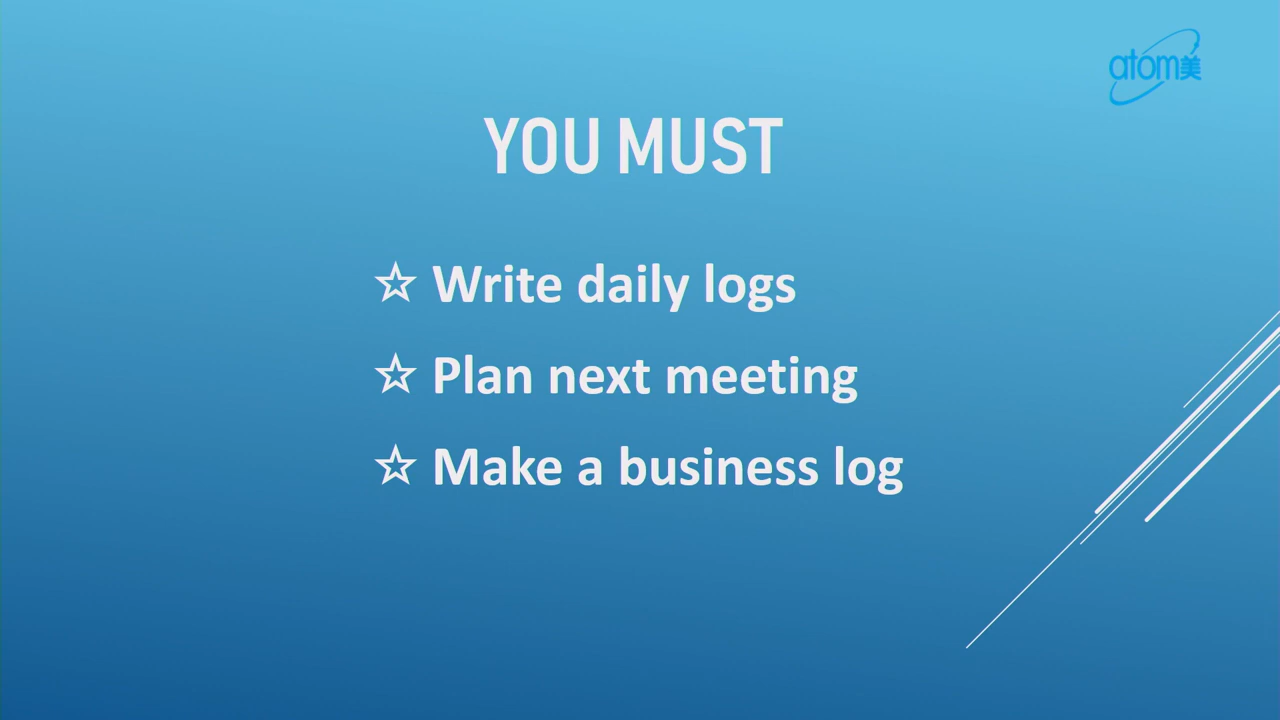 atom美
YOU MUST
☆ Write daily logs
☆ Plan next meeting
☆ Make a business log